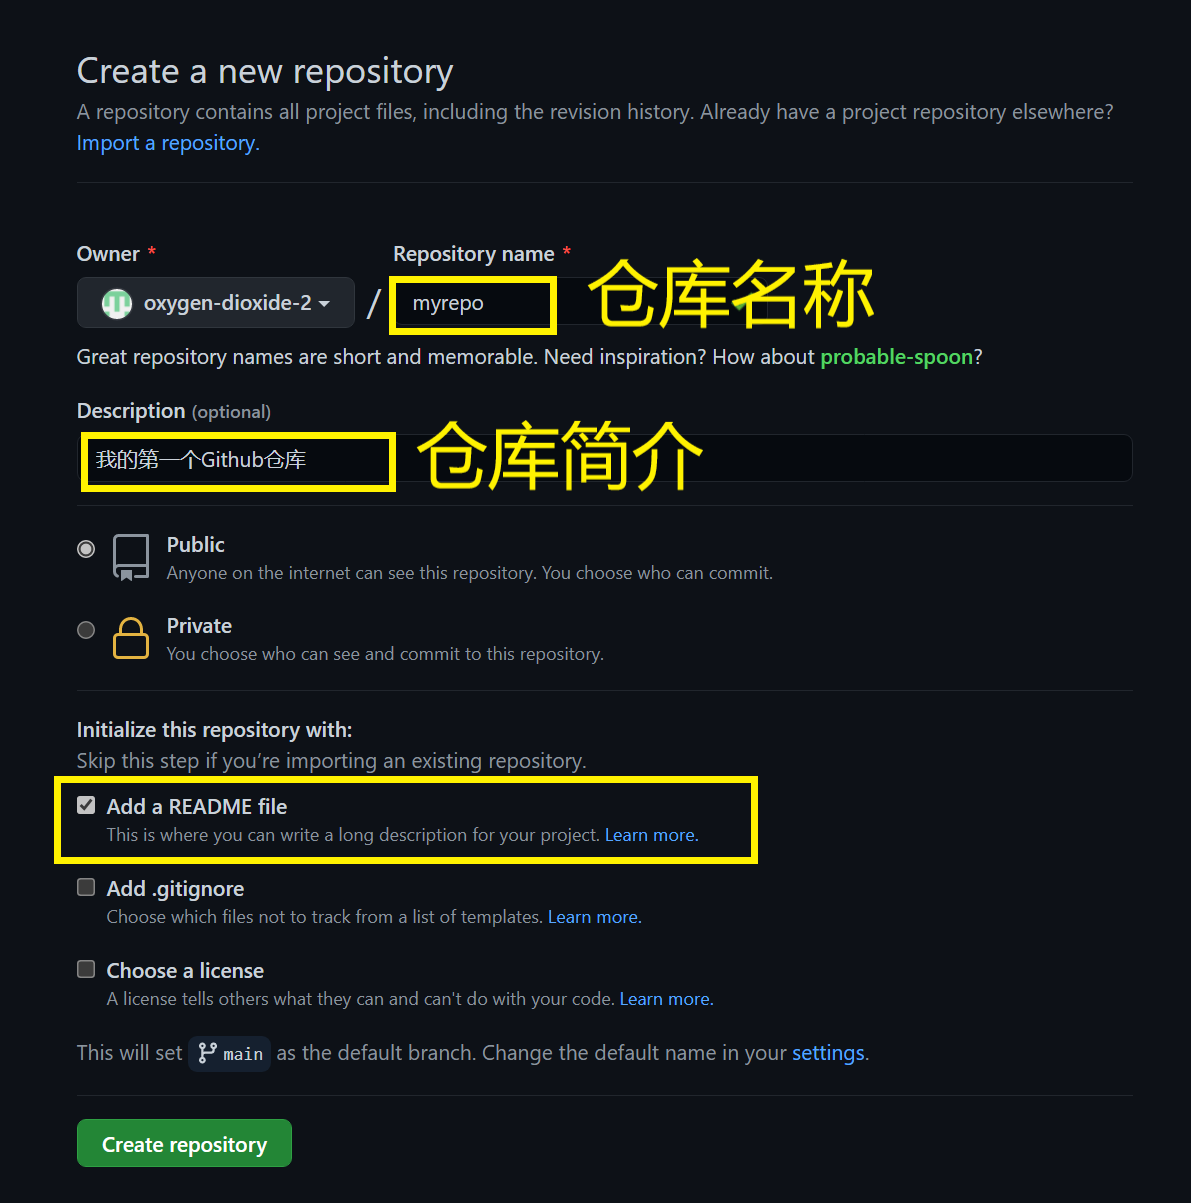 Create a new repository
A repository contains all project files, including the revision history. Already have a project repository elsewhere?
Import a repository.
Owner *
Repository name *
oxygen-dioxide-2 / myrepo 仓库名称
Great repository names are short and memorable. Need inspiration? How about probable-spoon?
Description (optional)
我的第一个Github仓库 仓库简介
Public
Anyone on the internet can see this repository. You choose who can commit.
Private
You choose who can see and commit to this repository.
Initialize this repository with:
Skip this step if you’re importing an existing repository.
Add a README file
This is where you can write a long description for your project. Learn more.
Add .gitignore
Choose which files not to track from a list of templates. Learn more.
Choose a license
A license tells others what they can and can't do with your code. Learn more.
This will set main as the default branch. Change the default name in your settings.
Create repository